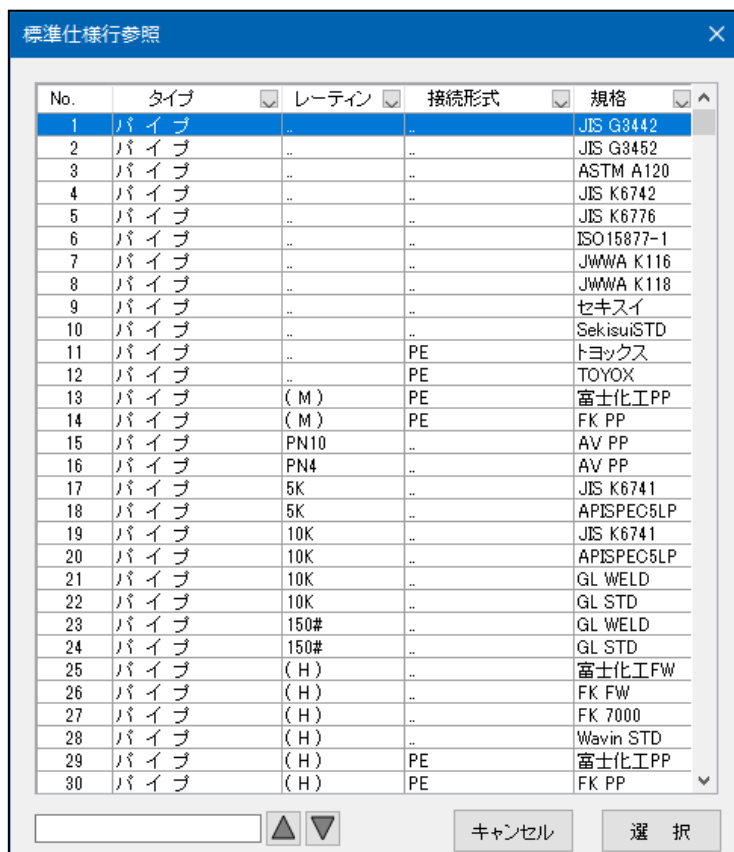 標準仕様行参照
No. タイプ レーティン 接続形式 規格
1 パイプ .. .. JIS G3442
2 パイプ .. .. JIS G3452
3 パイプ .. .. ASTM A120
4 パイプ .. .. JIS K6742
5 パイプ .. .. JIS K6776
6 パイプ .. .. ISO15877-1
7 パイプ .. .. JWWA K116
8 パイプ .. .. JWWA K118
9 パイプ .. .. セキスイ
10 パイプ .. .. SekisuiSTD
11 パイプ .. PE トヨックス
12 パイプ .. PE TOYOX
13 パイプ (M) PE 富士化工PP
14 パイプ (M) PE FK PP
15 パイプ PN10 .. AV PP
16 パイプ PN4 .. AV PP
17 パイプ 5K .. JIS K6741
18 パイプ 5K .. APISPEC5LP
19 パイプ 10K .. JIS K6741
20 パイプ 10K .. APISPEC5LP
21 パイプ 10K .. GL WELD
22 パイプ 10K .. GL STD
23 パイプ 150# .. GL WELD
24 パイプ 150# .. GL STD
25 パイプ (H) .. 富士化工FW
26 パイプ (H) .. FK FW
27 パイプ (H) .. FK 7000
28 パイプ (H) .. Wavin STD
29 パイプ (H) PE 富士化工PP
30 パイプ (H) PE FK PP
キャンセル 選 択